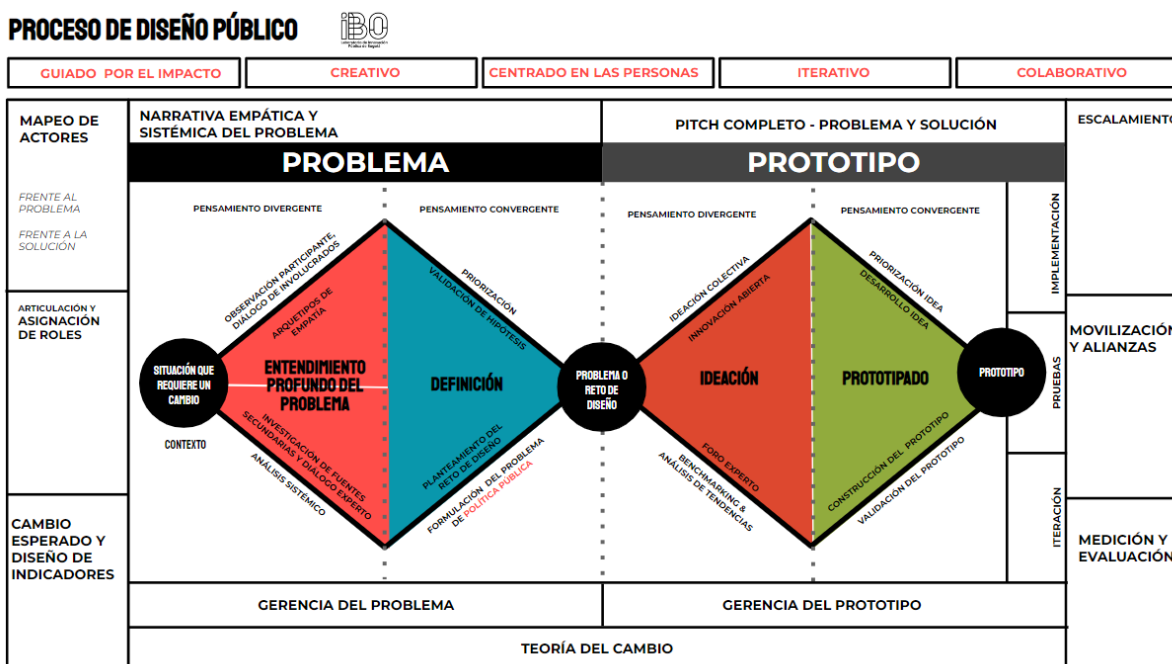 PROCESO DE DISEÑO PÚBLICO
iBO
Laboratorio de Innovación
Pública de Bogotá
GUIADO POR EL IMPACTO
CREATIVO
CENTRADO EN LAS PERSONAS
ITERATIVO
COLABORATIVO
MAPEO DE
ACTORES
FRENTE AL
PROBLEMA
FRENTE A LA
SOLUCIÓN
ARTICULACIÓN Y
ASIGNACIÓN
DE ROLES
CAMBIO
ESPERADO Y
DISEÑO DE
INDICADORES
NARRATIVA EMPÁTICA Y
SISTÉMICA DEL PROBLEMA
PITCH COMPLETO - PROBLEMA Y SOLUCIÓN
PROBLEMA
PROTOTIPO
PENSAMIENTO DIVERGENTE
PENSAMIENTO CONVERGENTE
PENSAMIENTO DIVERGENTE
PENSAMIENTO CONVERGENTE
OBSERVACIÓN PARTICIPANTE,
DIÁLOGO DE INVOLUCRADOS
ARQUETIPOS DE
EMPATÍA
PRIORIZACIÓN
VALIDACIÓN DE HIPÓTESIS
IDEACIÓN COLECTIVA
INNOVACIÓN ABIERTA
PRIORIZACIÓN IDEA
DESARROLLO IDEA
SITUACIÓN QUE
REQUIERE UN
CAMBIO
CONTEXTO
ENTENDIMIENTO
PROFUNDO DEL
PROBLEMA
DEFINICIÓN
PROBLEMA O
RETO DE
DISEÑO
IDEACIÓN
PROTOTIPADO
PROTOTIPO
INVESTIGACIÓN DE FUENTES
SECUNDARIAS Y DIÁLOGO EXPERTO
ANÁLISIS SISTÉMICO
PLANTEAMIENTO DEL
RETO DE DISEÑO
FORMULACIÓN DEL PROBLEMA
DE POLÍTICA PÚBLICA
FORO EXPERTO
BENCHMARKING &
ANÁLISIS DE TENDENCIAS
CONSTRUCCIÓN DEL PROTOTIPO
VALIDACIÓN DEL PROTOTIPO
IMPLEMENTACIÓN
PRUEBAS
ITERACIÓN
ESCALAMIENTO
MOVILIZACIÓN
Y ALIANZAS
MEDICIÓN Y
EVALUACIÓN
GERENCIA DEL PROBLEMA
GERENCIA DEL PROTOTIPO
TEORÍA DEL CAMBIO